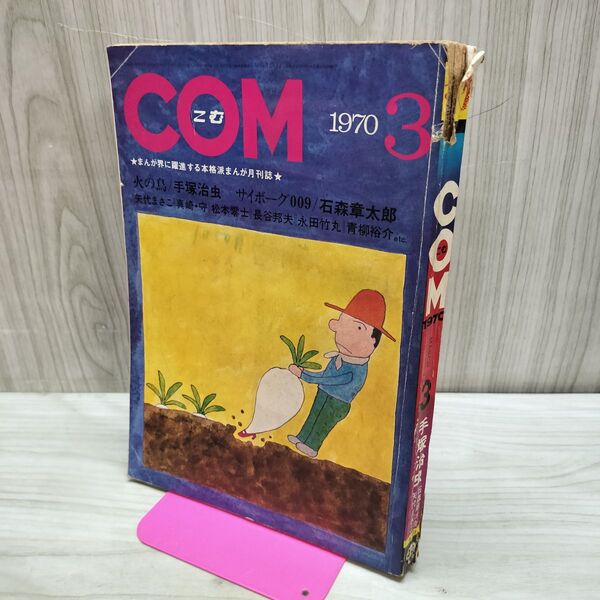 COM
こむ
1970 3
★まんが界に躍進する本格派まんが月刊誌★
火の鳥/手塚治虫 サイボーグ009/石森章太郎
矢代まさこ 真崎・守 松本零士 長谷邦夫 永田竹丸 青柳裕介 etc.
COM
こむ
1970
3
手塚治虫